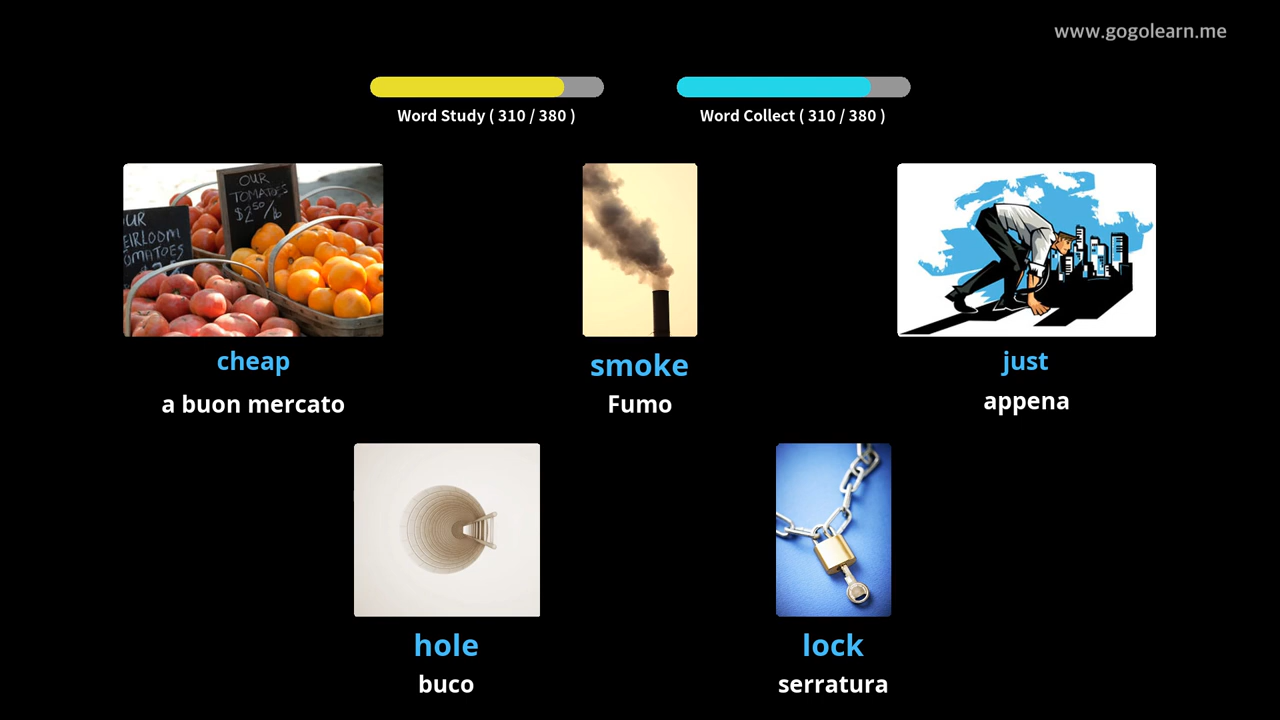 www.gogolearn.me
Word Study ( 310 / 380 )
Word Collect ( 310 / 380 )
OUR
TOMATOES
$2.50/lb
UR
EIRLOOM
OMATOES
cheap
smoke
just
a buon mercato
Fumo
appena
hole
lock
buco
serratura